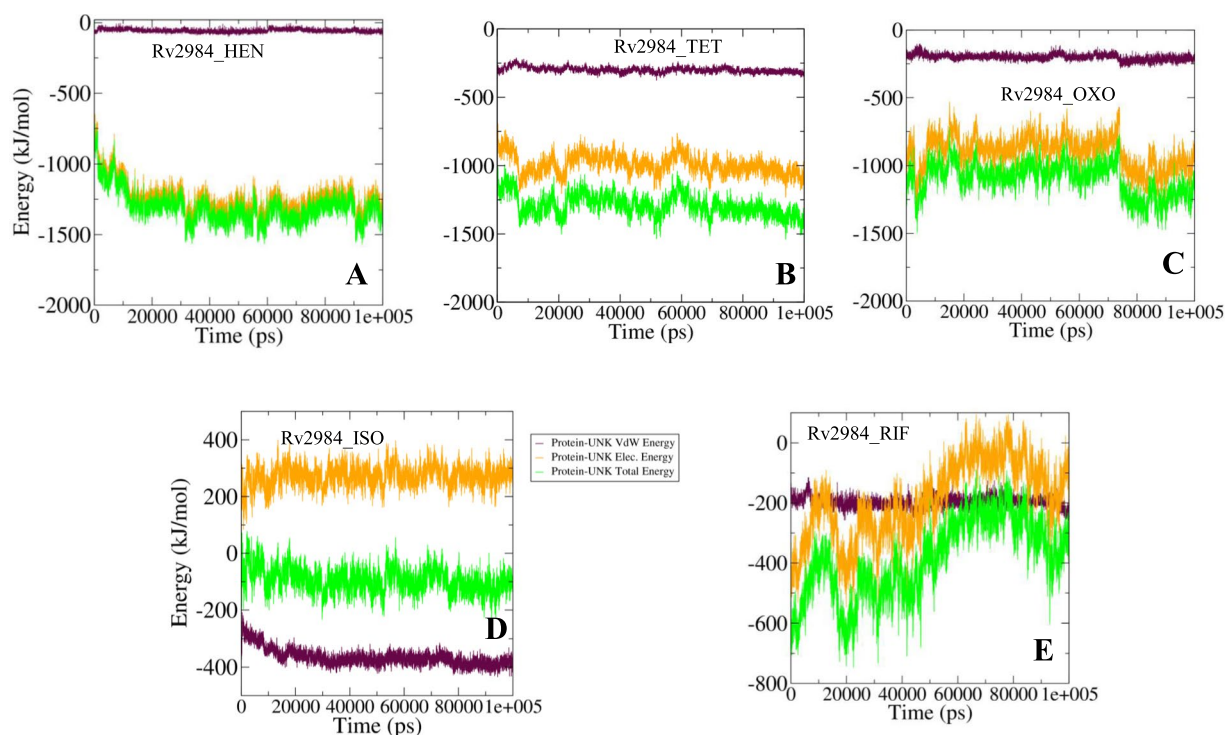 0
-500
-1000
-1500
-2000
Energy (kJ/mol)
Rv2984_HEN
A
0 20000 40000 60000 80000 1e+005
Time (ps)
0
-500
-1000
-1500
-2000
Rv2984_TET
B
0 20000 40000 60000 80000 1e+005
Time (ps)
0
-500
-1000
-1500
-2000
Rv2984_OXO
C
0 20000 40000 60000 80000 1e+005
Time (ps)
400
200
0
-200
-400
Energy (kJ/mol)
Rv2984_ISO
D
0 20000 40000 60000 80000 1e+005
Time (ps)
Protein-UNK VdW Energy
Protein-UNK Elec. Energy
Protein-UNK Total Energy
0
-200
-400
-600
-800
Rv2984_RIF
E
0 20000 40000 60000 80000 1e+005
Time (ps)